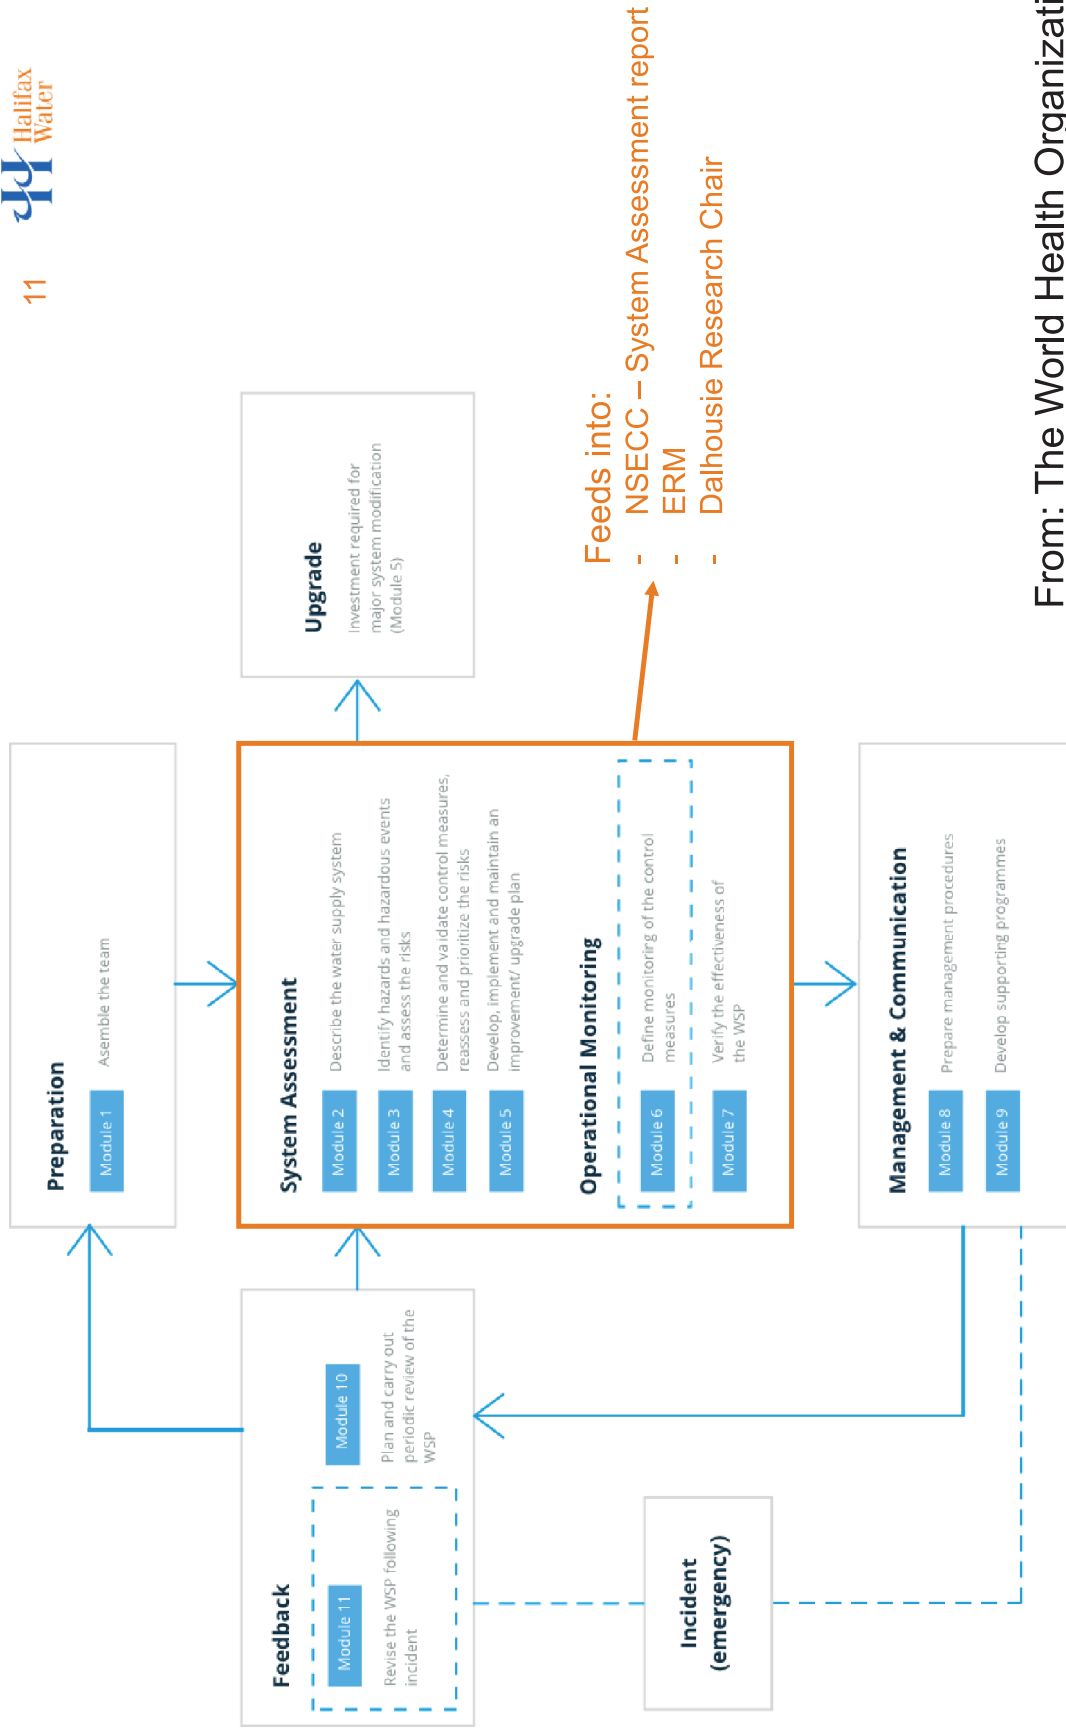 11
Halifax
Water
Preparation
Module 1
Asemble the team
Feedback
Module 11
Revise the WSP following
incident
Module 10
Plan and carry out
periodic review of the
WSP
System Assessment
Module 2
Describe the water supply system
Module 3
Identify hazards and hazardous events
and assess the risks
Module 4
Determine and validate control measures,
reassess and prioritize the risks
Module 5
Develop, implement and maintain an
improvement/ upgrade plan
Operational Monitoring
Module 6
Define monitoring of the control
measures
Module 7
Verify the effectiveness of
the WSP
Upgrade
Investment required for
major system modification
(Module 5)
Feeds into:
- NSECC – System Assessment report
- ERM
- Dalhousie Research Chair
Incident
(emergency)
Management & Communication
Module 8
Prepare management procedures
Module 9
Develop supporting programmes
From: The World Health Organizati